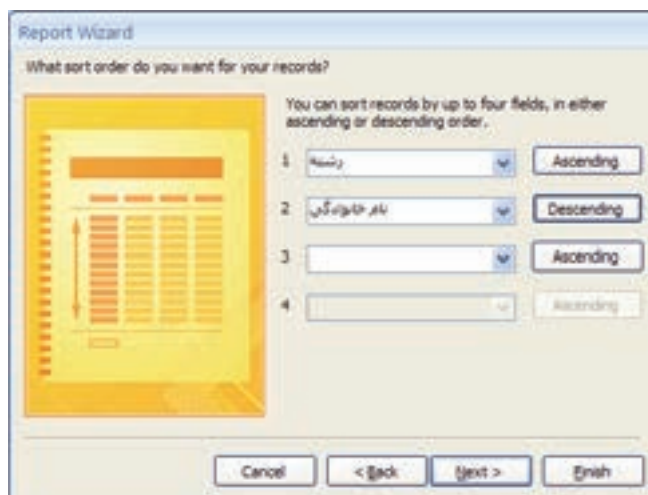 Report Wizard
What sort order do you want for your records?
You can sort records by up to four fields, in either
ascending or descending order.
1 رشته Ascending
2 نام خانوادگی Descending
3 Ascending
4 Ascending
Cancel < Back Next > Finish